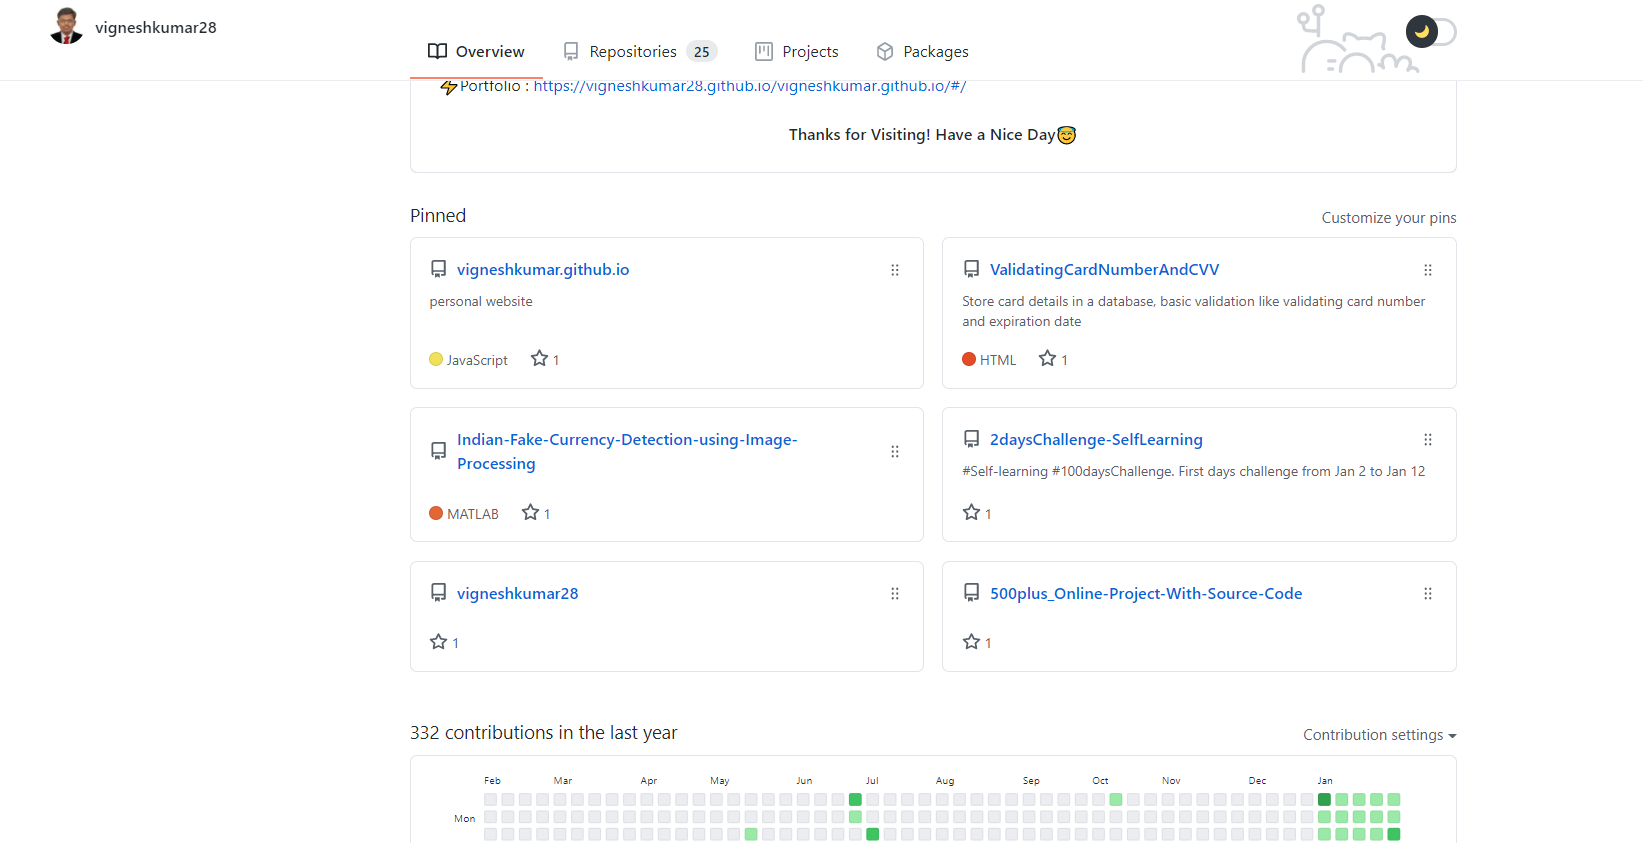 vigneshkumar28
Overview
Repositories 25
Projects
Packages
⚡Portfolio : https://vigneshkumar28.github.io/vigneshkumar.github.io/#/
Thanks for Visiting! Have a Nice Day😇
Pinned
Customize your pins
vigneshkumar.github.io
personal website
JavaScript 1
ValidatingCardNumberAndCVV
Store card details in a database, basic validation like validating card number
and expiration date
HTML 1
Indian-Fake-Currency-Detection-using-Image-
Processing
MATLAB 1
2daysChallenge-SelfLearning
#Self-learning #100daysChallenge. First days challenge from Jan 2 to Jan 12
1
vigneshkumar28
1
500plus_Online-Project-With-Source-Code
1
332 contributions in the last year
Contribution settings
Feb Mar Apr May Jun Jul Aug Sep Oct Nov Dec Jan
Mon